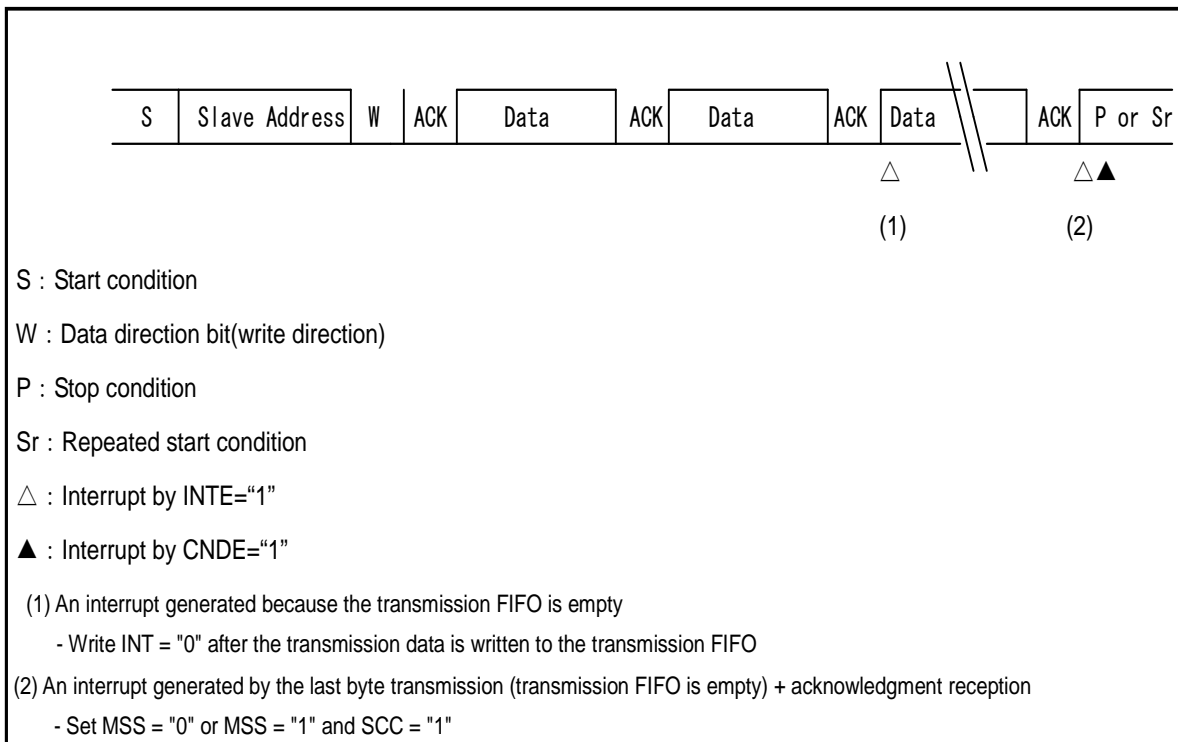 S Slave Address W ACK Data ACK Data ACK Data ACK P or Sr
△ △▲
(1) (2)
S : Start condition
W : Data direction bit(write direction)
P : Stop condition
Sr : Repeated start condition
△ : Interrupt by INTE=“1”
▲ : Interrupt by CNDE=“1”
(1) An interrupt generated because the transmission FIFO is empty
- Write INT = "0" after the transmission data is written to the transmission FIFO
(2) An interrupt generated by the last byte transmission (transmission FIFO is empty) + acknowledgment reception
- Set MSS = "0" or MSS = "1" and SCC = "1"